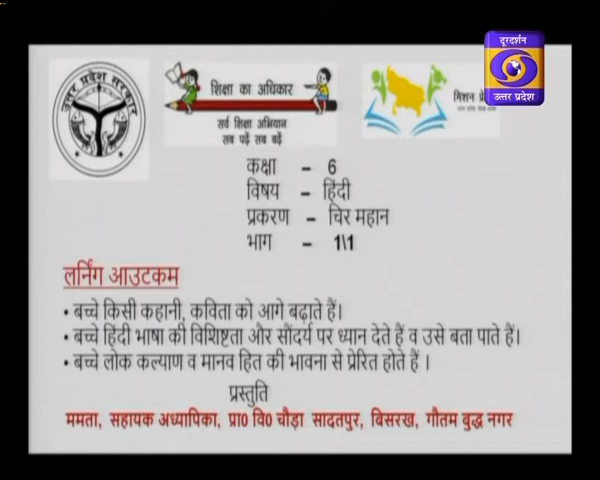 दूरदर्शन
उत्तर प्रदेश
उत्तर प्रदेश सरकार
शिक्षा का अधिकार
सर्व शिक्षा अभियान
सब पढ़ें सब बढ़ें
मिशन
कक्षा – 6
विषय – हिंदी
प्रकरण – चिर महान
भाग – 1\1
लर्निंग आउटकम
• बच्चे किसी कहानी, कविता को आगे बढ़ाते हैं।
• बच्चे हिंदी भाषा की विशिष्टता और सौंदर्य पर ध्यान देते हैं व उसे बता पाते हैं।
• बच्चे लोक कल्याण व मानव हित की भावना से प्रेरित होते हैं ।
प्रस्तुति
ममता, सहायक अध्यापिका, प्रा0 वि0 चौड़ा सादतपुर, बिसरख, गौतम बुद्ध नगर